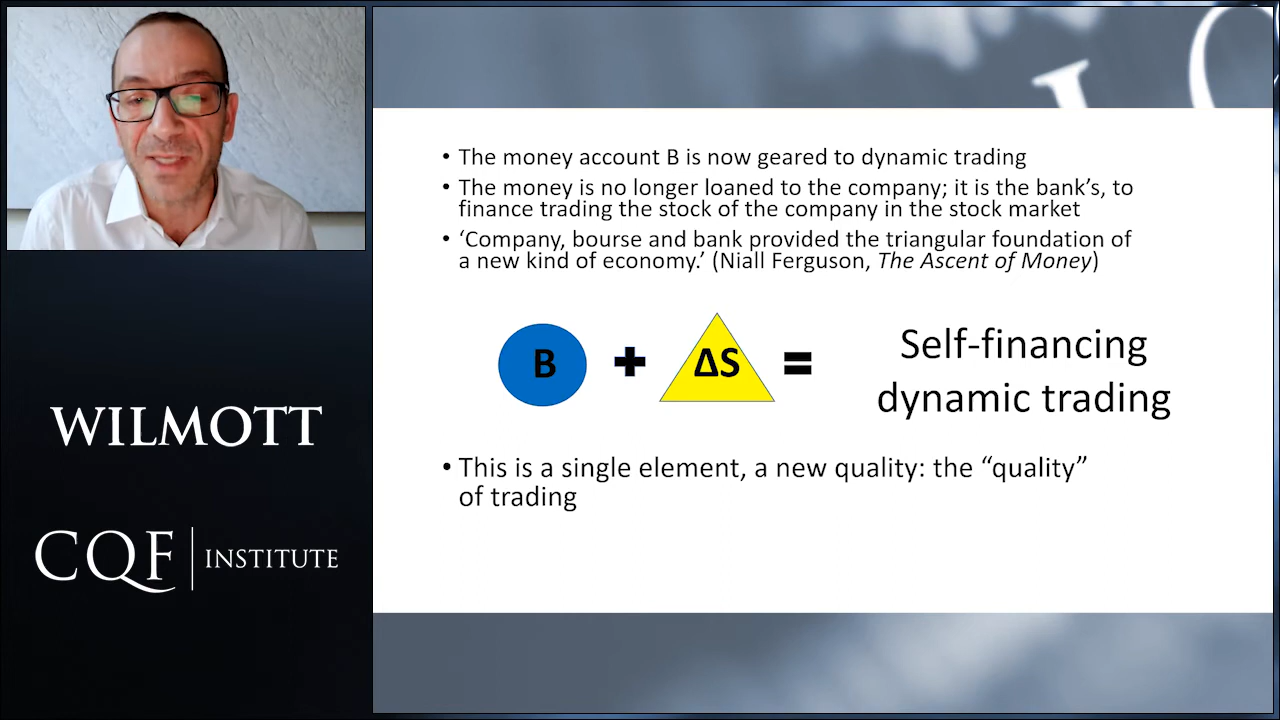 • The money account B is now geared to dynamic trading
• The money is no longer loaned to the company; it is the bank’s, to
finance trading the stock of the company in the stock market
• ‘Company, bourse and bank provided the triangular foundation of
a new kind of economy.’ (Niall Ferguson, The Ascent of Money)
B + ΔS = Self-financing
dynamic trading
• This is a single element, a new quality: the “quality”
of trading
WILMOTT
CQF | INSTITUTE